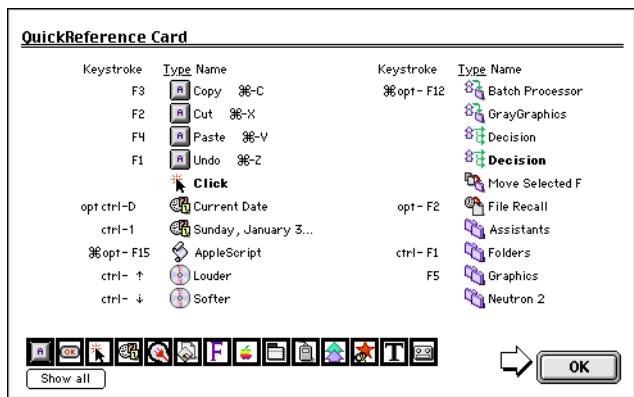 QuickReference Card
Keystroke Type Name Keystroke Type Name
F3 Copy ⌘-C ⌘opt- F12 Batch Processor
F2 Cut ⌘-X GrayGraphics
F4 Paste ⌘-V Decision
F1 Undo ⌘-Z Decision
Click Move Selected F
opt ctrl-D Current Date opt- F2 File Recall
ctrl-1 Sunday, January 3... Assistants
⌘opt- F15 AppleScript ctrl- F1 Folders
ctrl- ↑ Louder F5 Graphics
ctrl- ↓ Softer Neutron 2
A OK F T
Show all OK